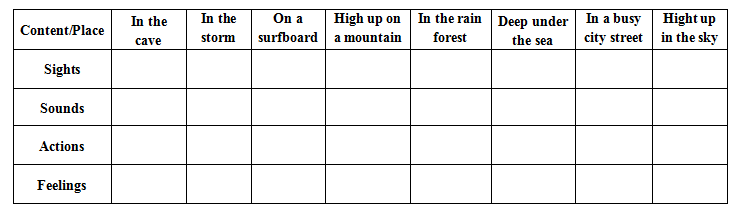 Content/Place
In the
cave
In the
storm
On a
surfboard
High up on
a mountain
In the rain
forest
Deep under
the sea
In a busy
city street
Hight up
in the sky
Sights
Sounds
Actions
Feelings